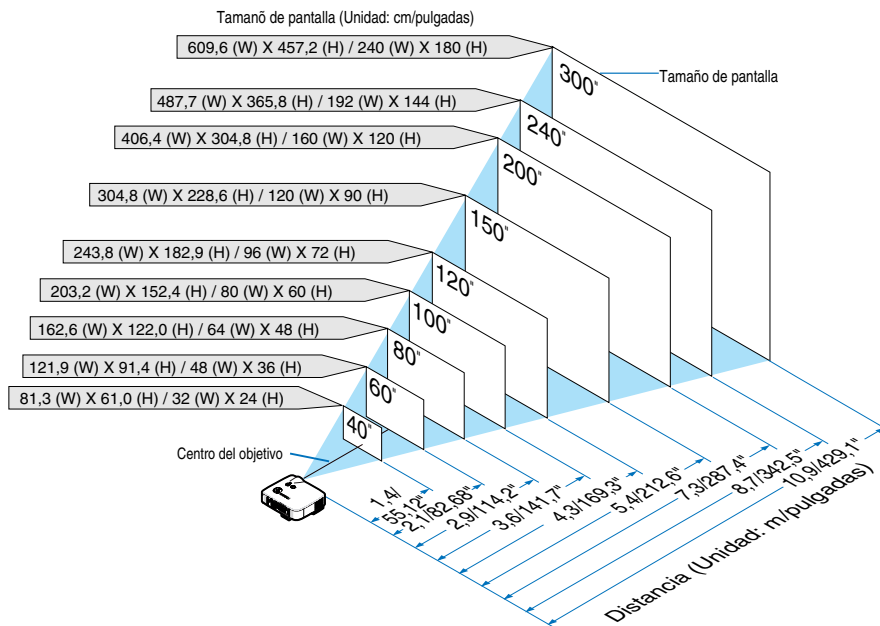 Tamanõ de pantalla (Unidad: cm/pulgadas)
609,6 (W) X 457,2 (H) / 240 (W) X 180 (H)
Tamaño de pantalla
300"
487,7 (W) X 365,8 (H) / 192 (W) X 144 (H)
240"
406,4 (W) X 304,8 (H) / 160 (W) X 120 (H)
200"
304,8 (W) X 228,6 (H) / 120 (W) X 90 (H)
150"
243,8 (W) X 182,9 (H) / 96 (W) X 72 (H)
120"
203,2 (W) X 152,4 (H) / 80 (W) X 60 (H)
100"
162,6 (W) X 122,0 (H) / 64 (W) X 48 (H)
80"
121,9 (W) X 91,4 (H) / 48 (W) X 36 (H)
60"
81,3 (W) X 61,0 (H) / 32 (W) X 24 (H)
40"
Centro del objetivo
1,4/
55,12"
2,1/82,68"
2,9/114,2"
3,6/141,7"
4,3/169,3"
5,4/212,6"
7,3/287,4"
8,7/342,5"
10,9/429,1"
Distancia (Unidad: m/pulgadas)